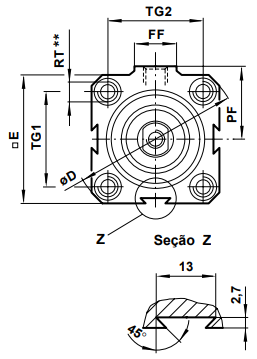 TG2
FF
RT **
PF
□E
TG1
øD
Z
Seção Z
13
2,7
45°